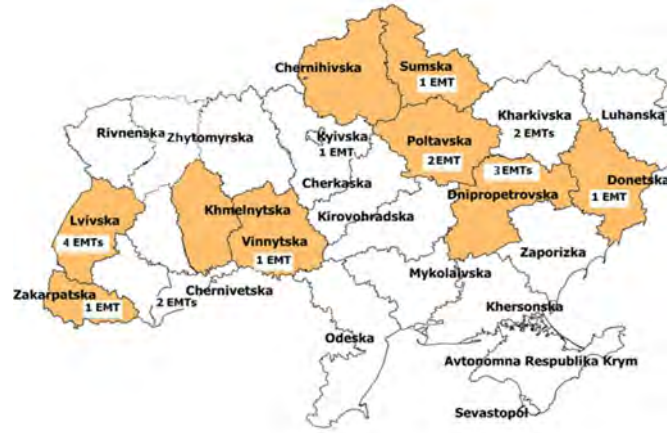 Chernihivska
Sumska
1 EMT
Rivnenska
Zhytomyrska
Kyivska
1 EMT
Poltavska
2EMT
Kharkivska
2 EMTs
Luhanska
Cherkaska
3EMTs
Dnipropetrovska
Donetska
1 EMT
Lvivska
4 EMTs
Khmelnytska
Vinnytska
1 EMT
Kirovohradska
Zaporizka
Zakarpatska
1 EMT
2 EMTs
Chernivetska
Mykolaivska
Khersonska
Odeska
Avtonomna Respublika Krym
Sevastopol